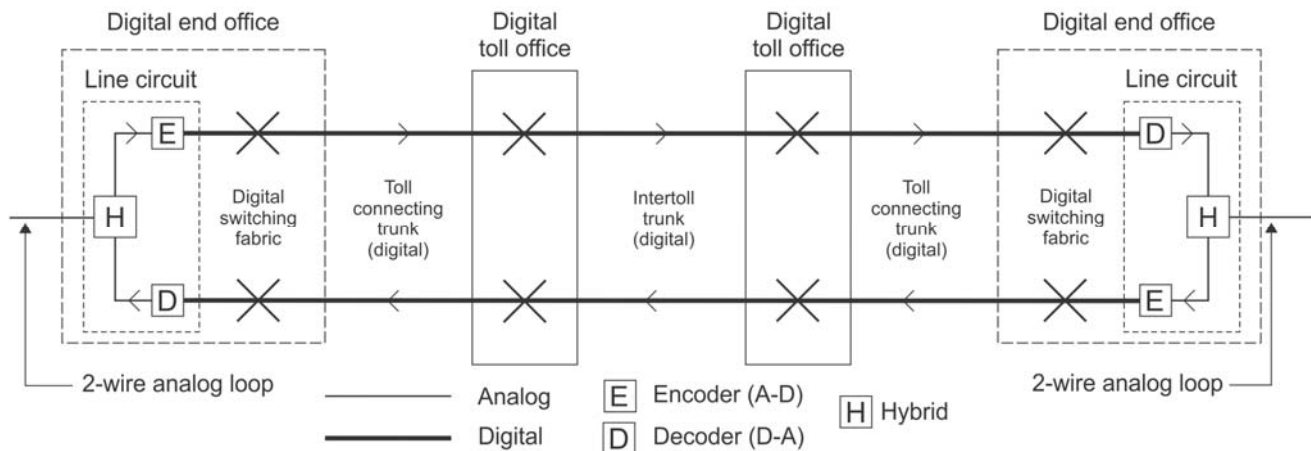 Digital end office
Digital
toll office
Digital
toll office
Digital end office
Line circuit
Line circuit
E
D
H
Digital
switching
fabric
Toll
connecting
trunk
(digital)
Intertoll
trunk
(digital)
Toll
connecting
trunk
(digital)
Digital
switching
fabric
H
D
E
2-wire analog loop
2-wire analog loop
Analog
E Encoder (A-D)
H Hybrid
Digital
D Decoder (D-A)